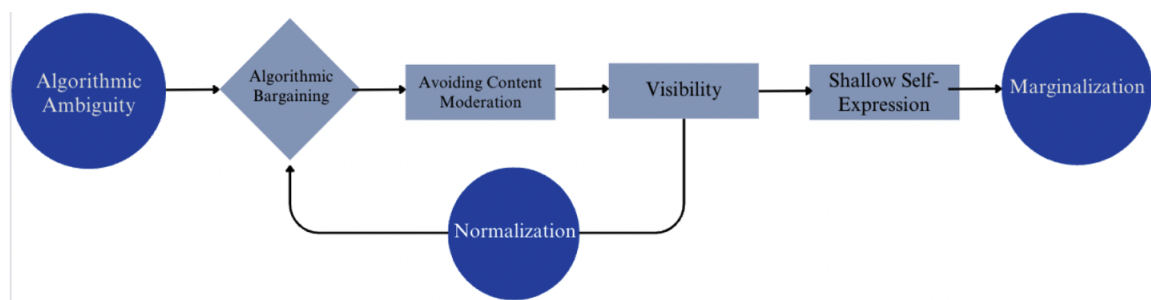 Algorithmic
Ambiguity
Algorithmic
Bargaining
Avoiding Content
Moderation
Visibility
Shallow Self-
Expression
Marginalization
Normalization